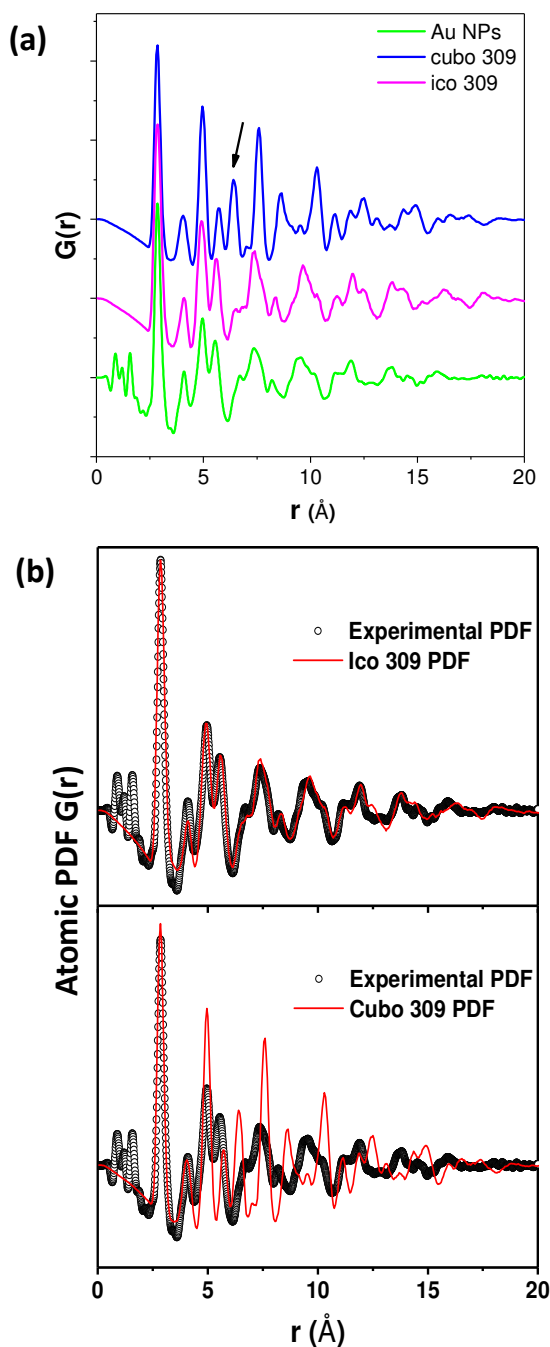 (a)
Au NPs
cubo 309
ico 309
G(r)
0
5
10
15
20
r (Å)
(b)
Experimental PDF
Ico 309 PDF
Experimental PDF
Cubo 309 PDF
Atomic PDF G(r)
0
5
10
15
20
r (Å)